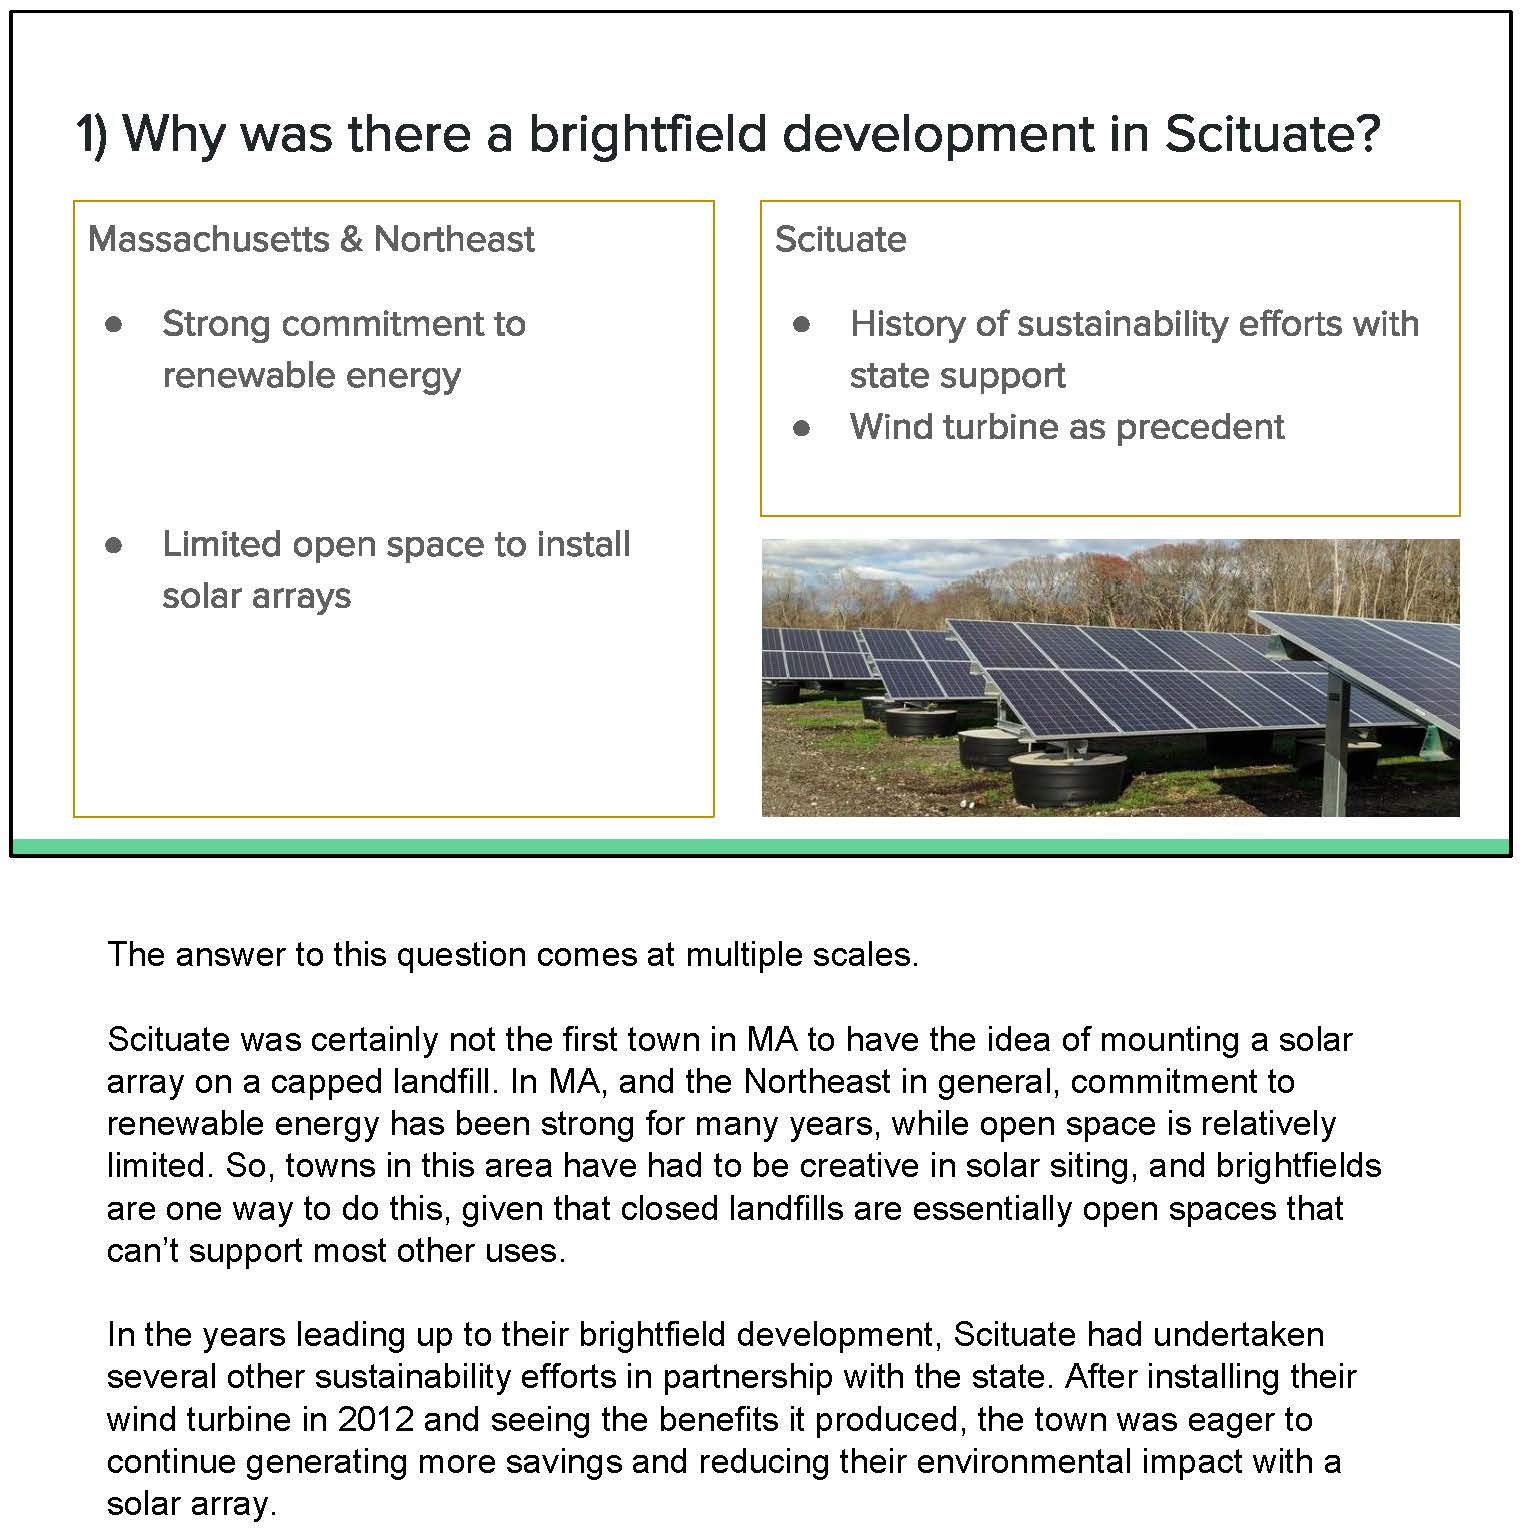 1) Why was there a brightfield development in Scituate?
Massachusetts & Northeast
● Strong commitment to
renewable energy
● Limited open space to install
solar arrays
Scituate
● History of sustainability efforts with
state support
● Wind turbine as precedent
The answer to this question comes at multiple scales.
Scituate was certainly not the first town in MA to have the idea of mounting a solar
array on a capped landfill. In MA, and the Northeast in general, commitment to
renewable energy has been strong for many years, while open space is relatively
limited. So, towns in this area have had to be creative in solar siting, and brightfields
are one way to do this, given that closed landfills are essentially open spaces that
can’t support most other uses.
In the years leading up to their brightfield development, Scituate had undertaken
several other sustainability efforts in partnership with the state. After installing their
wind turbine in 2012 and seeing the benefits it produced, the town was eager to
continue generating more savings and reducing their environmental impact with a
solar array.